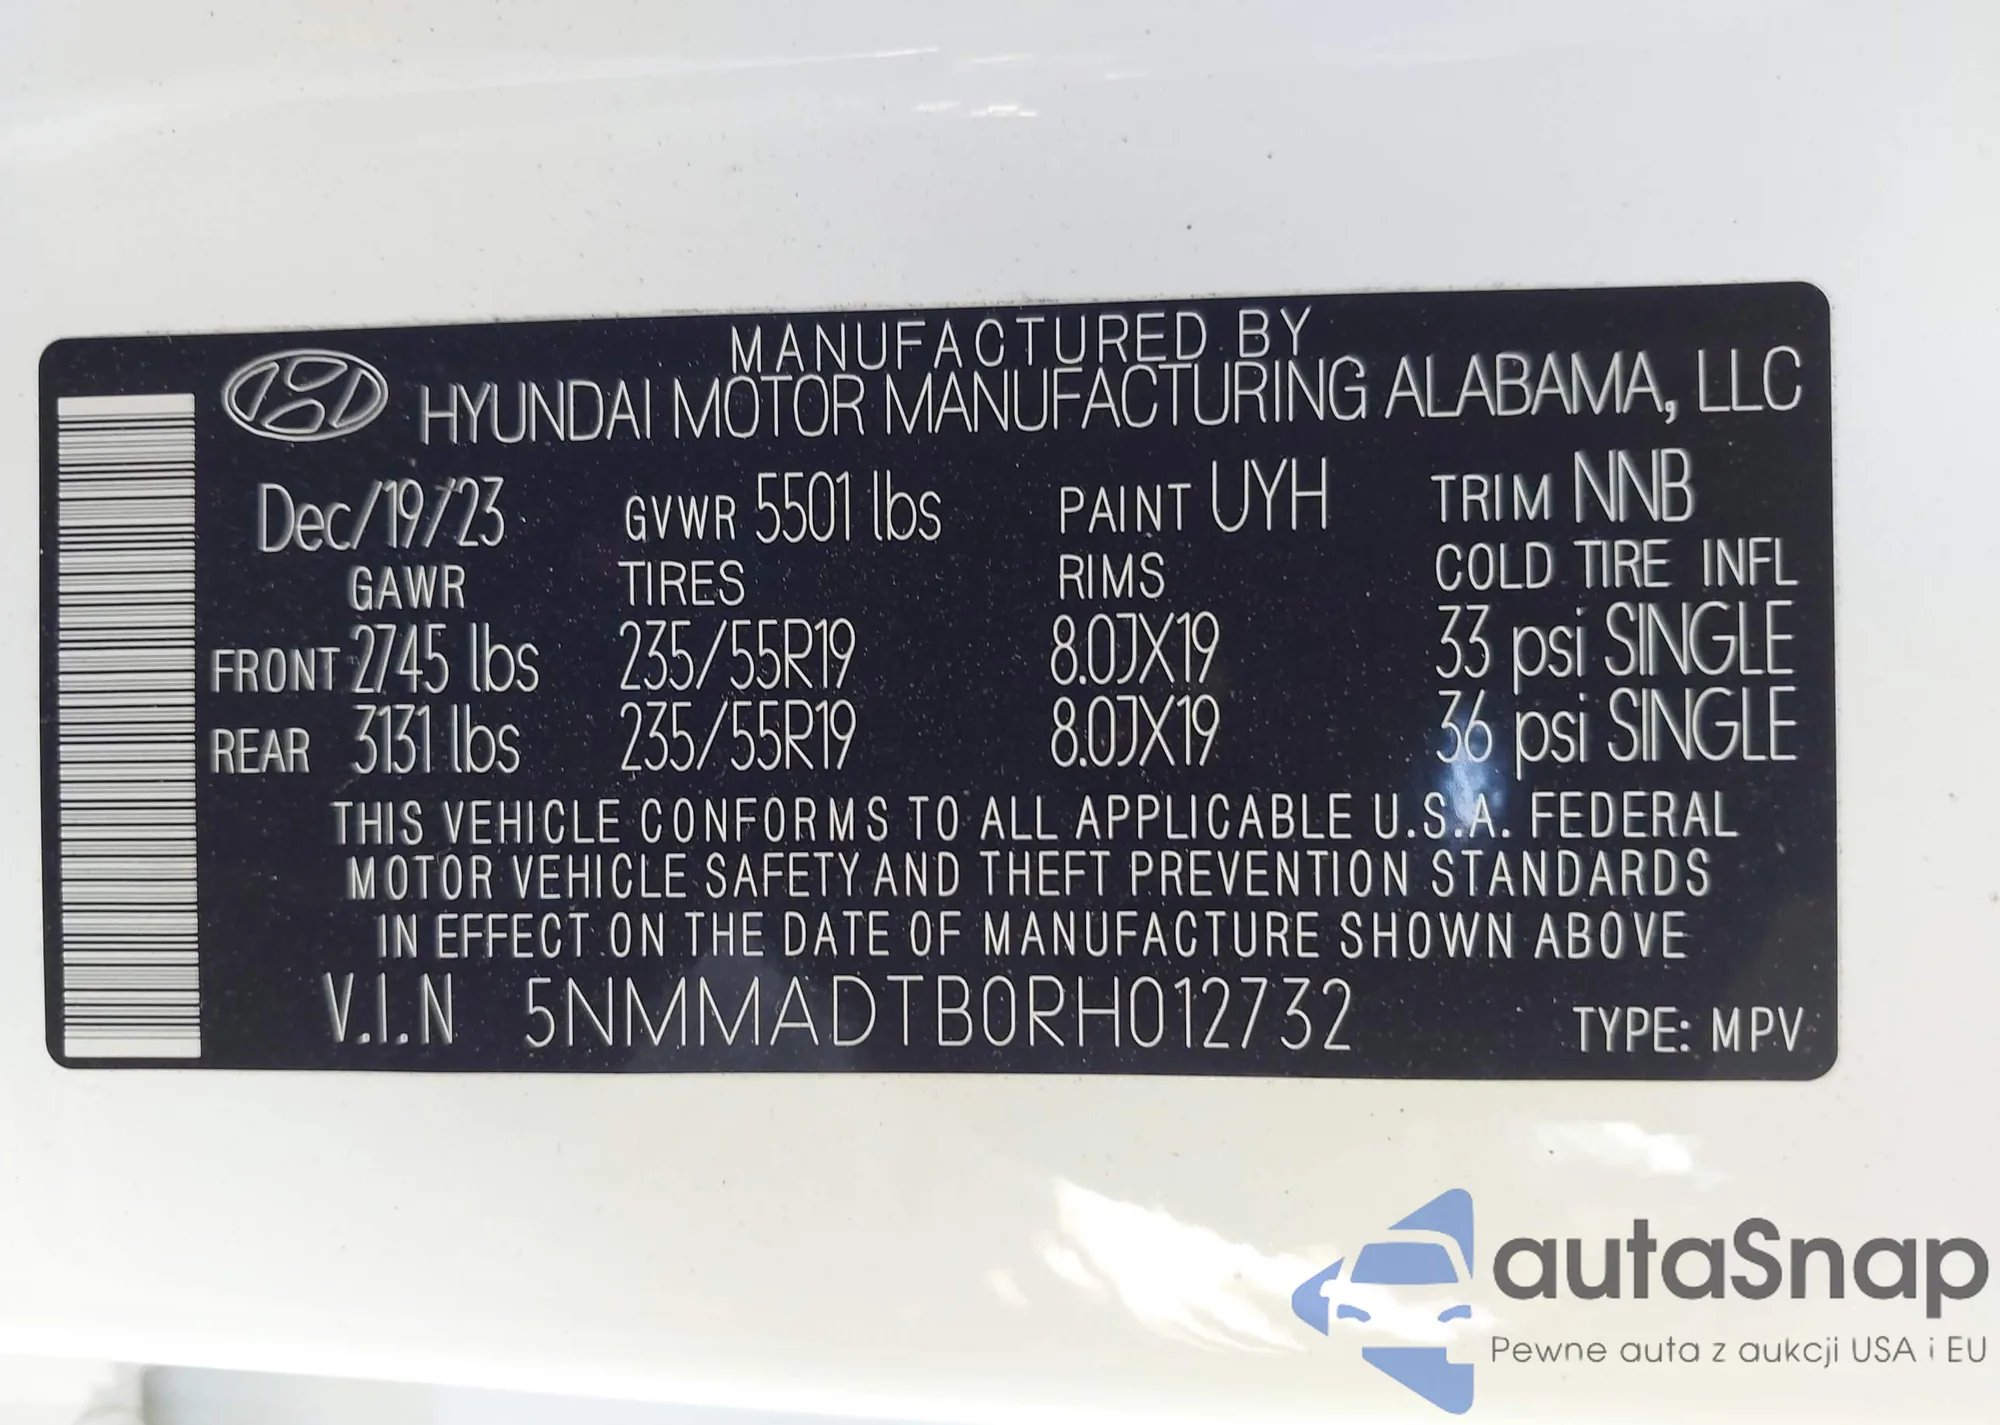 MANUFACTURED BY
HYUNDAI MOTOR MANUFACTURING ALABAMA, LLC
Dec/19/23 GVWR 5501 lbs PAINT UYH TRIM NNB
GAWR TIRES RIMS COLD TIRE INFL
FRONT 2745 lbs 235/55R19 8.0JX19 33 psi SINGLE
REAR 3131 lbs 235/55R19 8.0JX19 36 psi SINGLE
THIS VEHICLE CONFORMS TO ALL APPLICABLE U.S.A. FEDERAL
MOTOR VEHICLE SAFETY AND THEFT PREVENTION STANDARDS
IN EFFECT ON THE DATE OF MANUFACTURE SHOWN ABOVE
V.I.N 5NMMADTB0RH012732 TYPE: MPV
autaSnap
Pewne auta z aukcji USA i EU